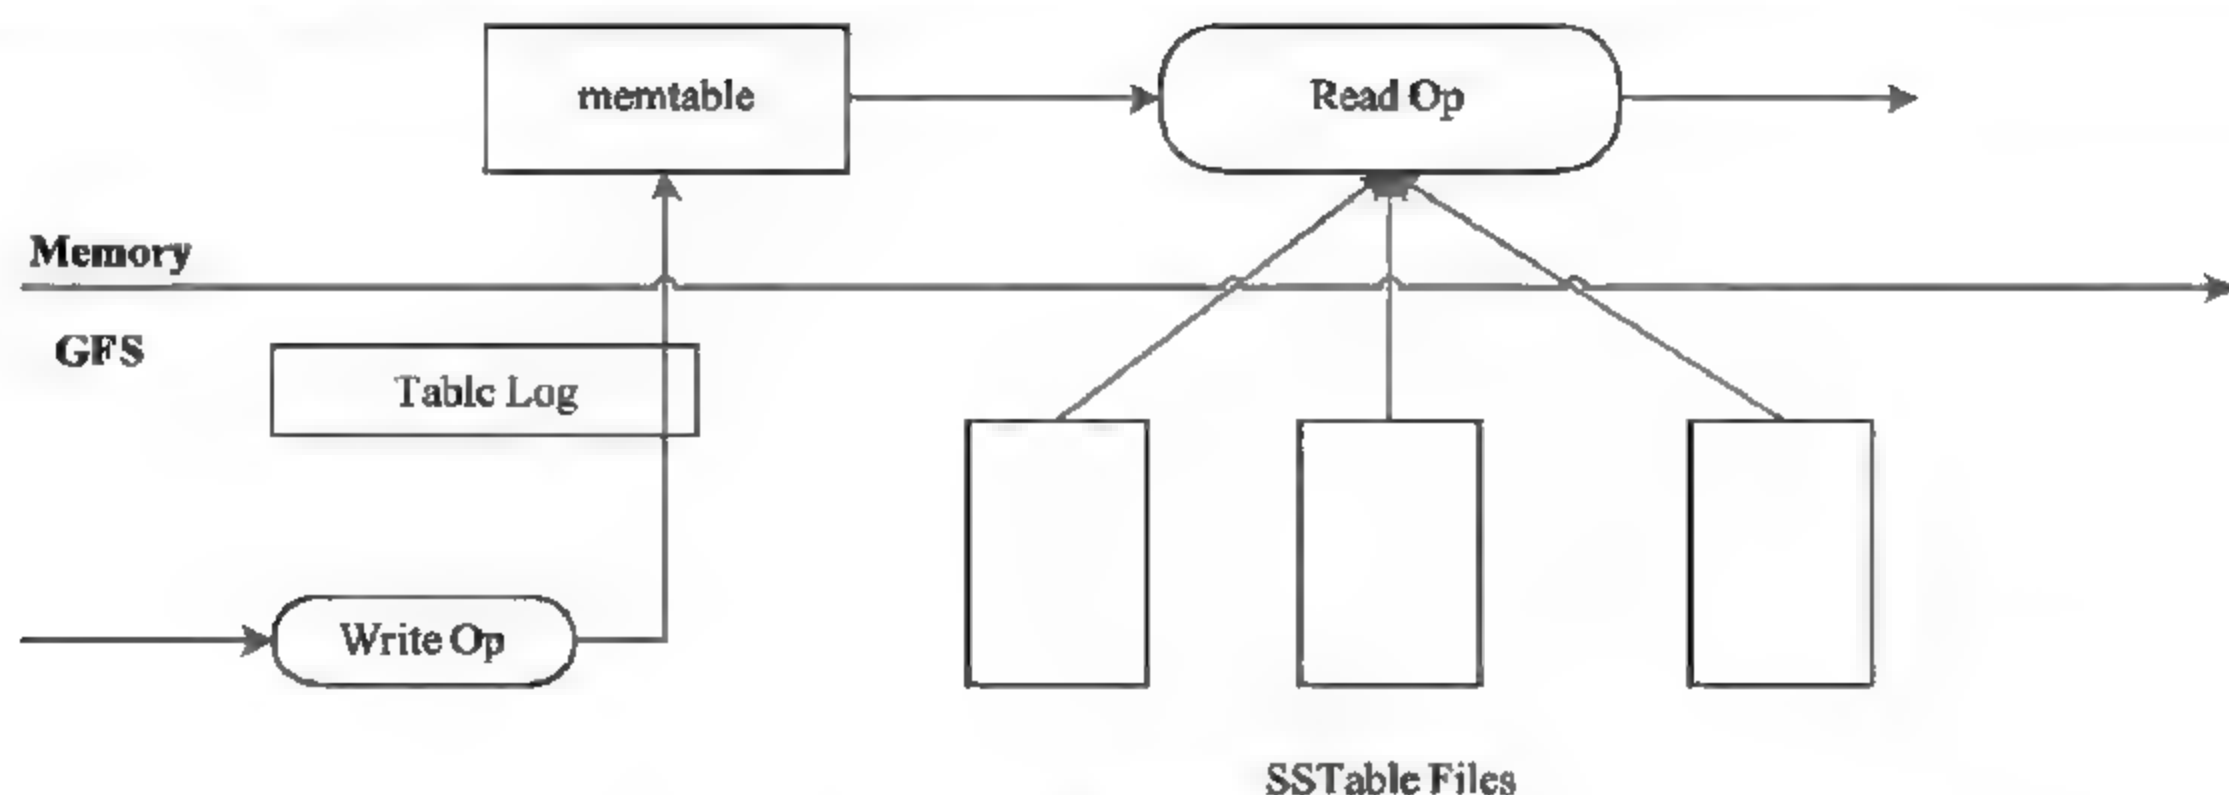 memtable
Read Op
Memory
GFS
Table Log
Write Op
SSTable Files